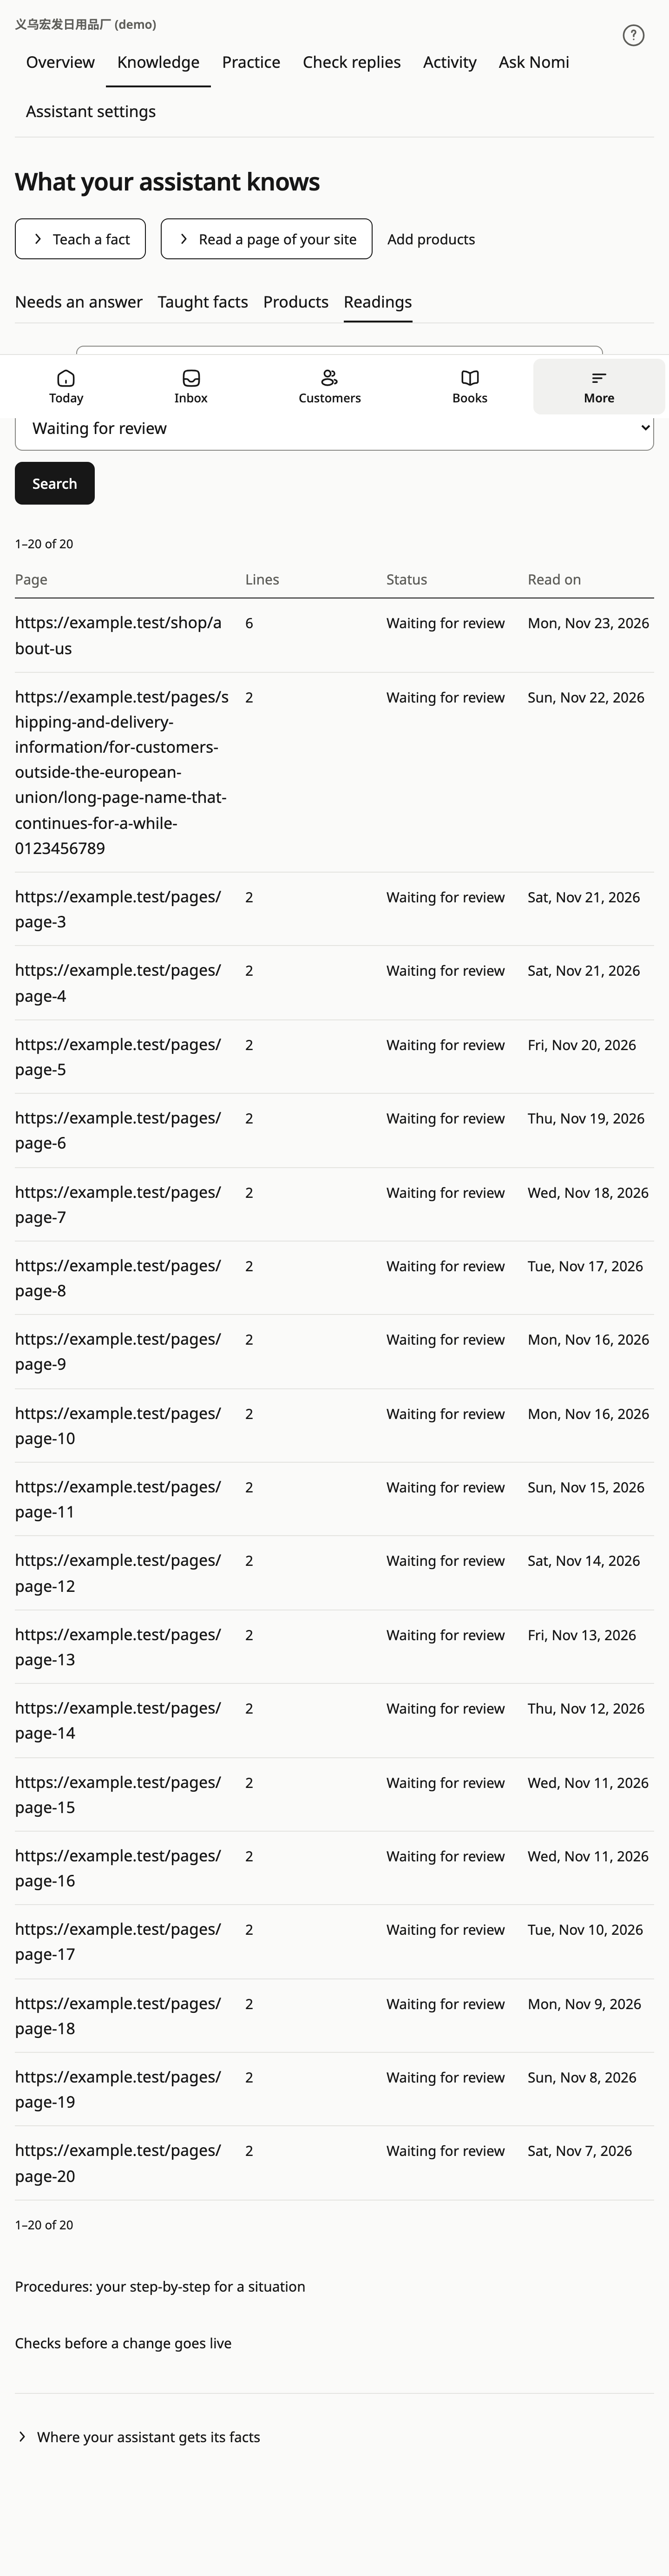 义乌宏发日用品厂 (demo)
Overview Knowledge Practice Check replies Activity Ask Nomi
Assistant settings
What your assistant knows
Teach a fact Read a page of your site Add products
Needs an answer Taught facts Products Readings
Today Inbox Customers Books More
Waiting for review
Search
1–20 of 20
Page Lines Status Read on
https://example.test/shop/a 6 Waiting for review Mon, Nov 23, 2026
bout-us
https://example.test/pages/s 2 Waiting for review Sun, Nov 22, 2026
hipping-and-delivery-
information/for-customers-
outside-the-european-
union/long-page-name-that-
continues-for-a-while-
0123456789
https://example.test/pages/ 2 Waiting for review Sat, Nov 21, 2026
page-3
https://example.test/pages/ 2 Waiting for review Sat, Nov 21, 2026
page-4
https://example.test/pages/ 2 Waiting for review Fri, Nov 20, 2026
page-5
https://example.test/pages/ 2 Waiting for review Thu, Nov 19, 2026
page-6
https://example.test/pages/ 2 Waiting for review Wed, Nov 18, 2026
page-7
https://example.test/pages/ 2 Waiting for review Tue, Nov 17, 2026
page-8
https://example.test/pages/ 2 Waiting for review Mon, Nov 16, 2026
page-9
https://example.test/pages/ 2 Waiting for review Mon, Nov 16, 2026
page-10
https://example.test/pages/ 2 Waiting for review Sun, Nov 15, 2026
page-11
https://example.test/pages/ 2 Waiting for review Sat, Nov 14, 2026
page-12
https://example.test/pages/ 2 Waiting for review Fri, Nov 13, 2026
page-13
https://example.test/pages/ 2 Waiting for review Thu, Nov 12, 2026
page-14
https://example.test/pages/ 2 Waiting for review Wed, Nov 11, 2026
page-15
https://example.test/pages/ 2 Waiting for review Wed, Nov 11, 2026
page-16
https://example.test/pages/ 2 Waiting for review Tue, Nov 10, 2026
page-17
https://example.test/pages/ 2 Waiting for review Mon, Nov 9, 2026
page-18
https://example.test/pages/ 2 Waiting for review Sun, Nov 8, 2026
page-19
https://example.test/pages/ 2 Waiting for review Sat, Nov 7, 2026
page-20
1–20 of 20
Procedures: your step-by-step for a situation
Checks before a change goes live
Where your assistant gets its facts